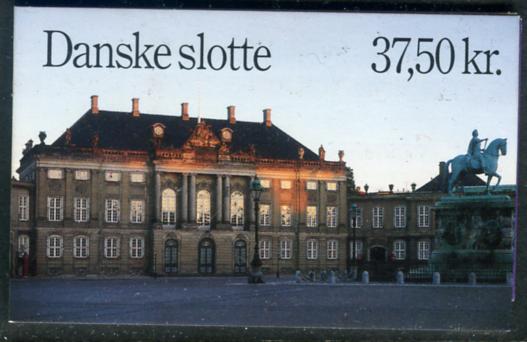 Danske slotte 37,50 kr.